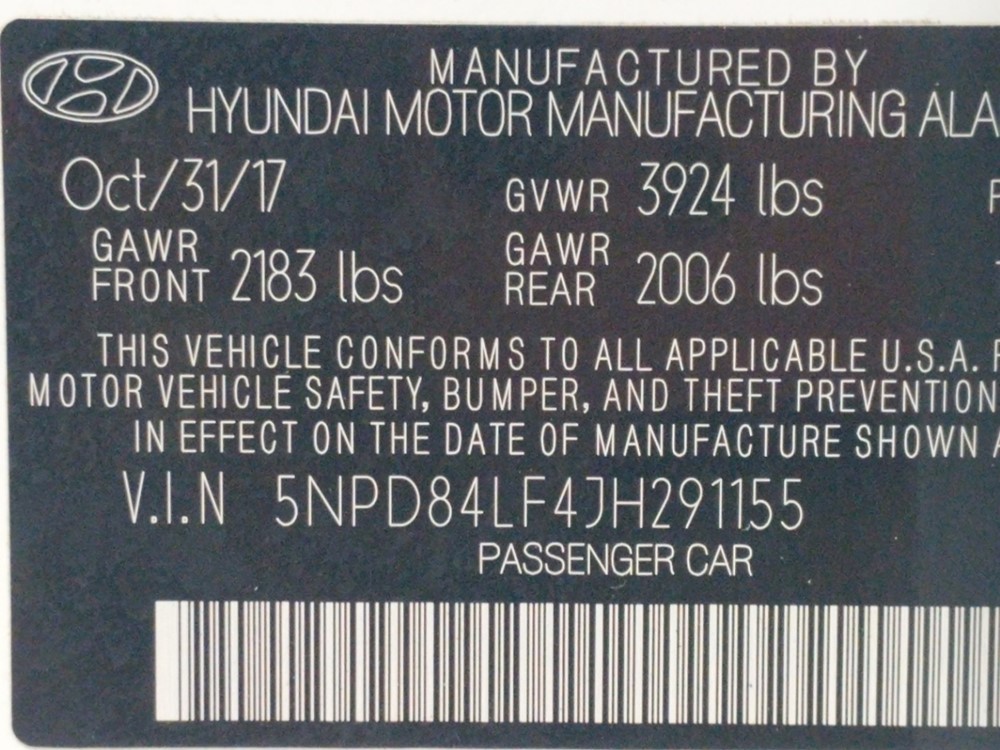 MANUFACTURED BY
HYUNDAI MOTOR MANUFACTURING ALA
Oct/31/17 GVWR 3924 lbs
GAWR FRONT 2183 lbs GAWR REAR 2006 lbs
THIS VEHICLE CONFORMS TO ALL APPLICABLE U.S.A.
MOTOR VEHICLE SAFETY, BUMPER, AND THEFT PREVENTION
IN EFFECT ON THE DATE OF MANUFACTURE SHOWN
V.I.N 5NPD84LF4JH291155
PASSENGER CAR